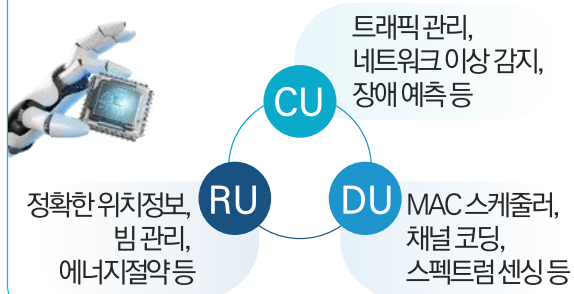 트래픽 관리,
네트워크 이상 감지,
장애 예측 등
CU
RU
정확한 위치정보,
빔 관리,
에너지절약 등
DU
MAC 스케줄러,
채널 코딩,
스펙트럼 센싱 등